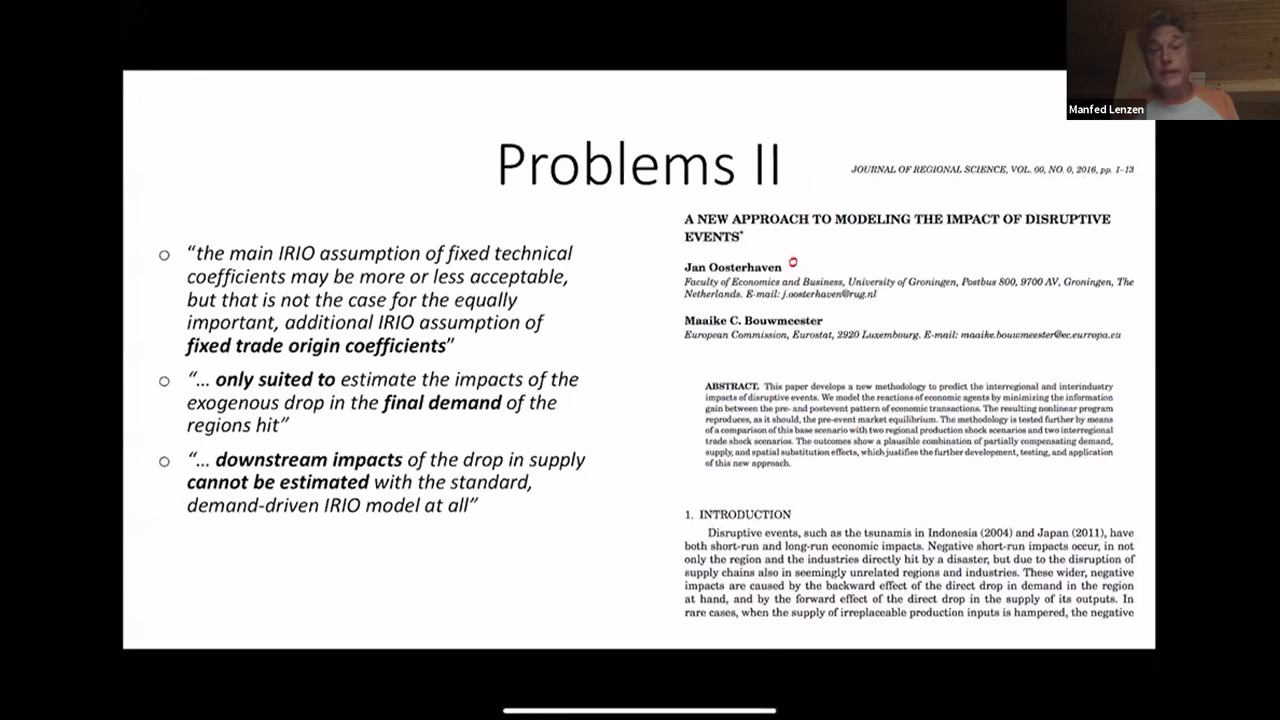 Manfed Lenzen
Problems II
JOURNAL OF REGIONAL SCIENCE, VOL. 00, NO. 0, 2016, pp. 1–13
o "the main IRIO assumption of fixed technical
coefficients may be more or less acceptable,
but that is not the case for the equally
important, additional IRIO assumption of
fixed trade origin coefficients"
o "… only suited to estimate the impacts of the
exogenous drop in the final demand of the
regions hit"
o "… downstream impacts of the drop in supply
cannot be estimated with the standard,
demand-driven IRIO model at all"
A NEW APPROACH TO MODELING THE IMPACT OF DISRUPTIVE
EVENTS*
Jan Oosterhaven
Faculty of Economics and Business, University of Groningen, Postbus 800, 9700 AV, Groningen, The
Netherlands. E-mail: j.oosterhaven@rug.nl
Maaike C. Bouwmeester
European Commission, Eurostat, 2920 Luxembourg. E-mail: maaike.bouwmeester@ec.eurropa.eu
ABSTRACT. This paper develops a new methodology to predict the interregional and interindustry
impacts of disruptive events. We model the reactions of economic agents by minimizing the information
gain between the pre- and postevent pattern of economic transactions. The resulting nonlinear program
reproduces, as it should, the pre-event market equilibrium. The methodology is tested further by means
of a comparison of this base scenario with two regional production shock scenarios and two interregional
trade shock scenarios. The outcomes show a plausible combination of partially compensating demand,
supply, and spatial substitution effects, which justifies the further development, testing, and application
of this new approach.
1. INTRODUCTION
Disruptive events, such as the tsunamis in Indonesia (2004) and Japan (2011), have
both short-run and long-run economic impacts. Negative short-run impacts occur, in not
only the region and the industries directly hit by a disaster, but due to the disruption of
supply chains also in seemingly unrelated regions and industries. These wider, negative
impacts are caused by the backward effect of the direct drop in demand in the region
at hand, and by the forward effect of the direct drop in the supply of its outputs. In
rare cases, when the supply of irreplaceable production inputs is hampered, the negative